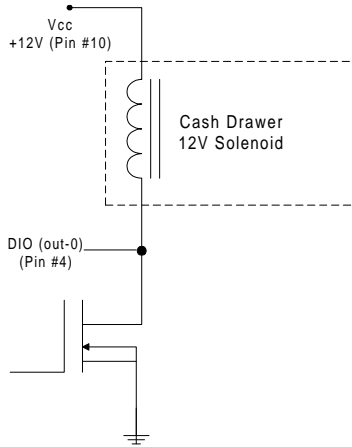 Vcc
+12V (Pin #10)
Cash Drawer
12V Solenoid
DIO (out-0)
(Pin #4)